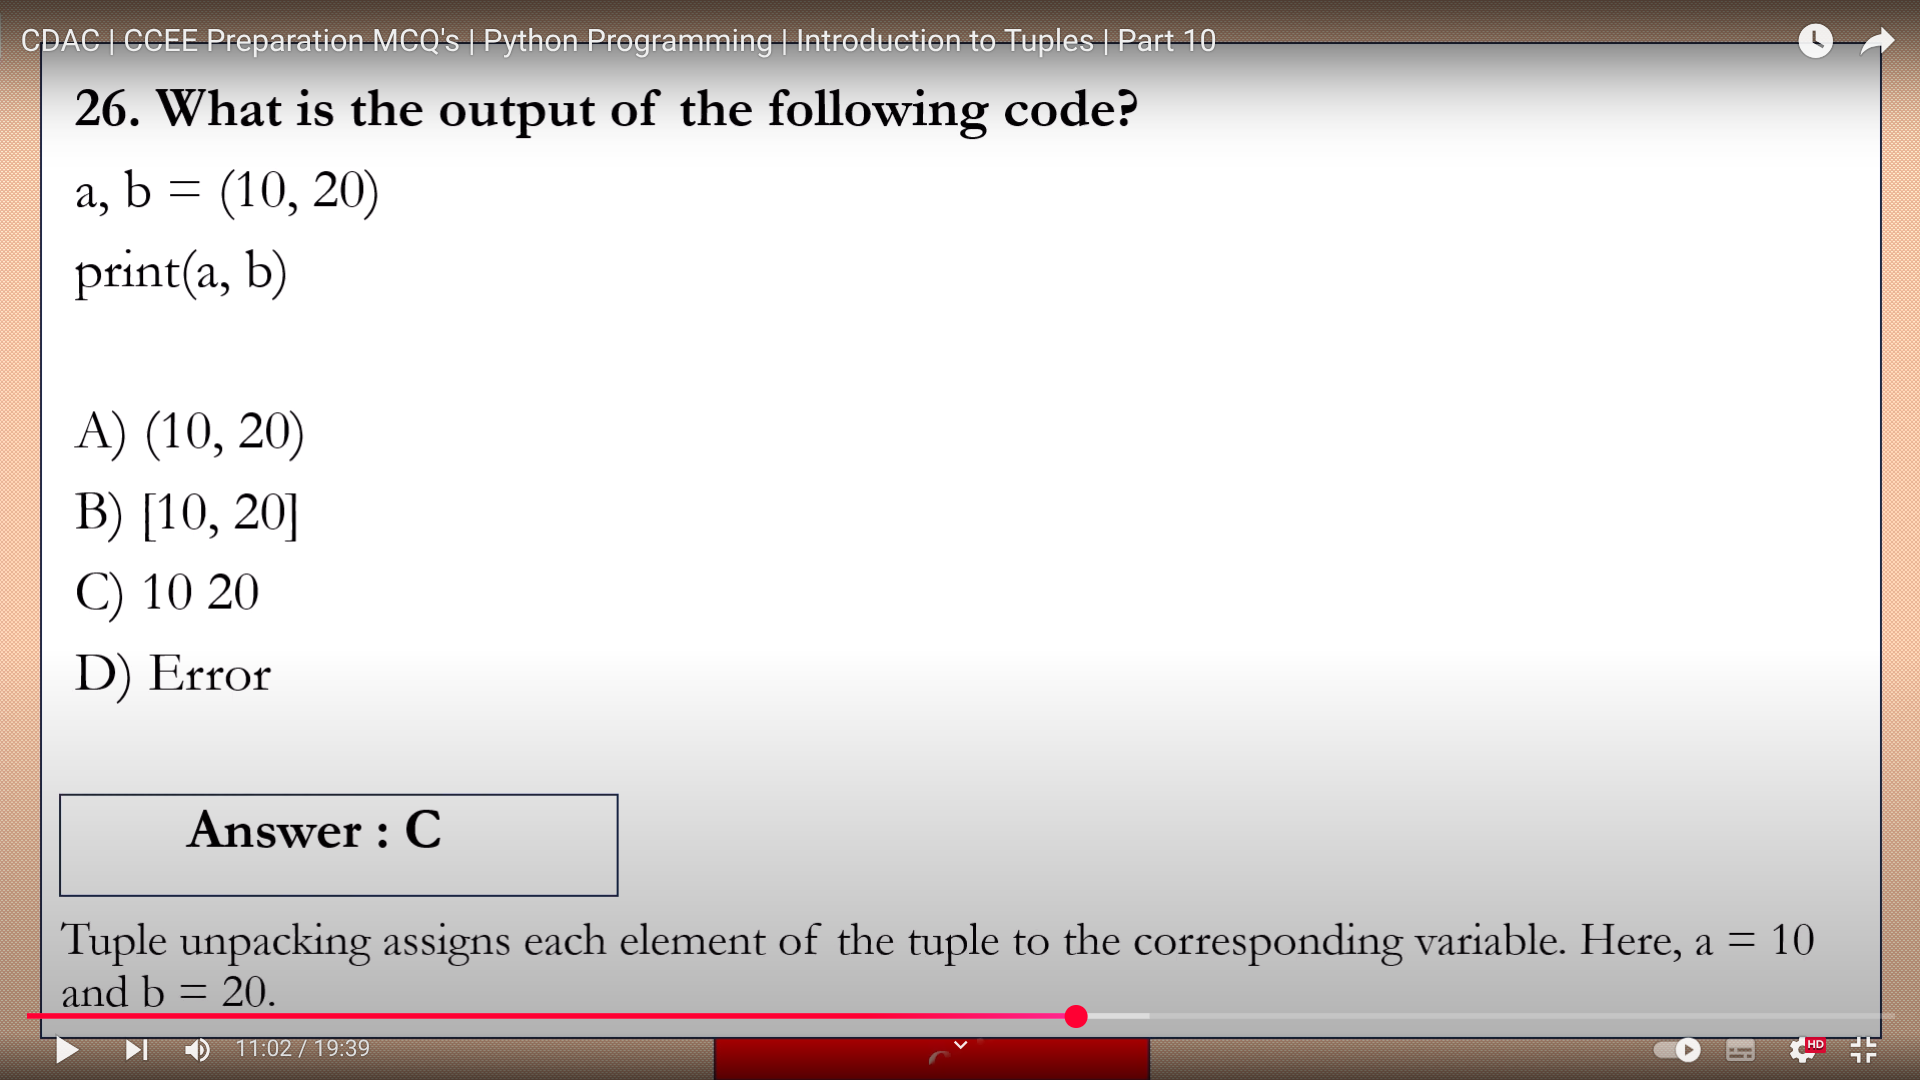 CDAC | CCEE Preparation MCQ's | Python Programming | Introduction to Tuples | Part 10
26. What is the output of the following code?
a, b = (10, 20)
print(a, b)
A) (10, 20)
B) [10, 20]
C) 10 20
D) Error
Answer : C
Tuple unpacking assigns each element of the tuple to the corresponding variable. Here, a = 10
and b = 20.
11:02 / 19:39
HD